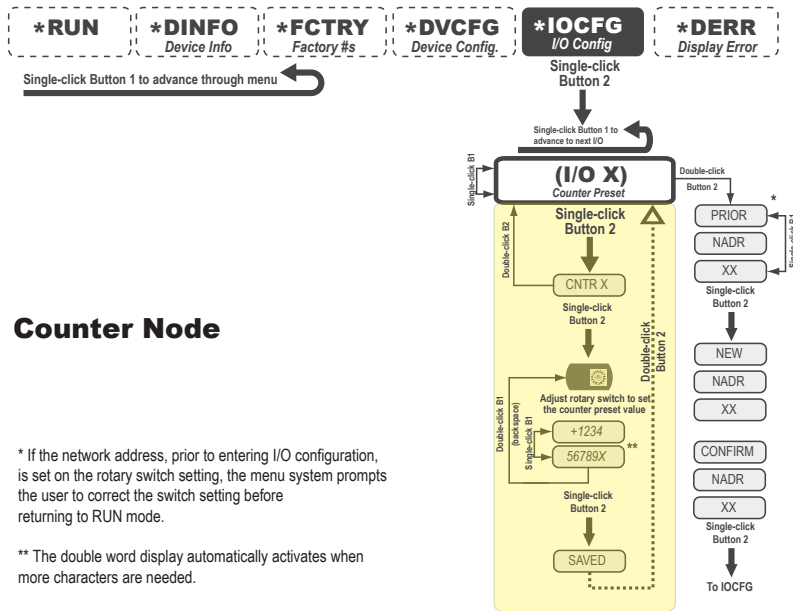 *RUN
*DINFO
Device Info
*FCTRY
Factory #s
*DVCFG
Device Config.
*IOCFG
I/O Config
*DERR
Display Error
Single-click Button 1 to advance through menu
Single-click
Button 2
Single-click Button 1 to
advance to next I/O
Single-click B1
(I/O X)
Counter Preset
Double-click
Button 2
Single-click
Button 2
Double-click B2
CNTR X
Single-click
Button 2
Double-click
Button 2
Adjust rotary switch to set
the counter preset value
Double-click B1
(backspace)
Single-click B1
+1234
56789X
**
Single-click
Button 2
SAVED
*
PRIOR
NADR
XX
Single-click B1
Single-click
Button 2
NEW
NADR
XX
CONFIRM
NADR
XX
Single-click
Button 2
To IOCFG
Counter Node
* If the network address, prior to entering I/O configuration,
is set on the rotary switch setting, the menu system prompts
the user to correct the switch setting before
returning to RUN mode.
** The double word display automatically activates when
more characters are needed.